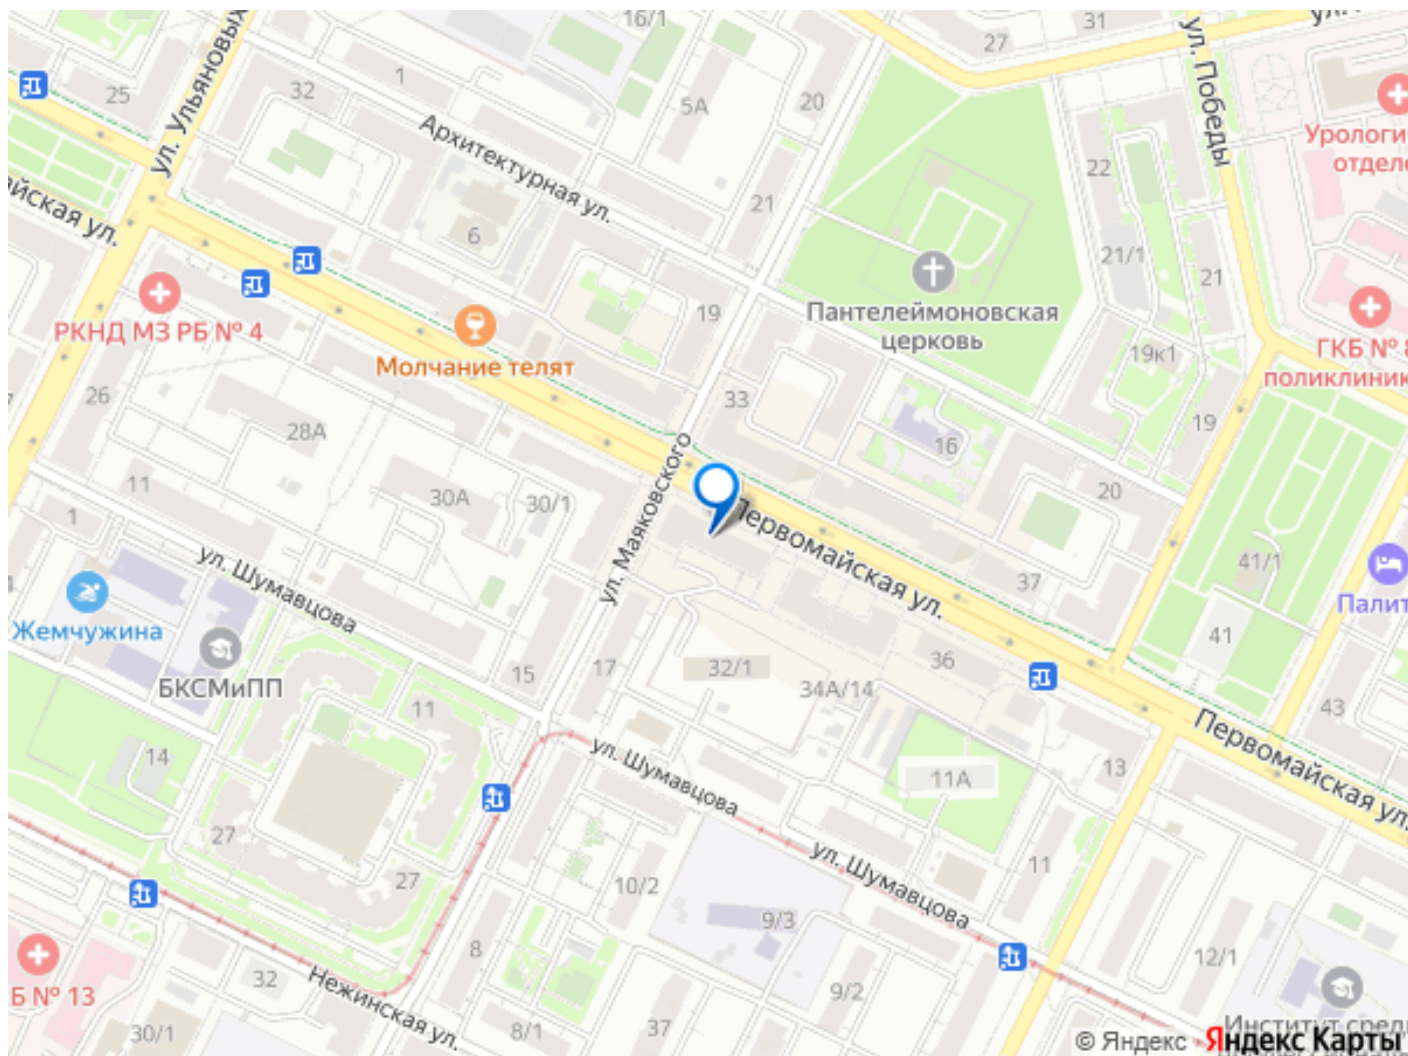 16/1
31
ул.
27
25
ул. Ульяновых
32
1
5А
20
ул. Победы
Урологи
отдел
Архитектурная ул.
22
21
6
21/1
21
айская ул.
Пантелеймоновская
церковь
РКНД МЗ РБ № 4
19
Молчание телят
19к1
ГКБ № 8
поликлиник
26
33
28А
16
19
11
30А
30/1
20
1
ул. Маяковского
Первомайская ул.
ул. Шумавцова
41/1
37
Палит
Жемчужина
41
БКСМиПП
15
17
32/1
34А/14
36
43
11
14
ул. Шумавцова
11А
13
Первомайская ул.
27
27
10/2
ул. Шумавцова
11
9/3
8
12/1
Б № 13
32
Нежинская ул.
9/2
30/1
8/1
37
Институт сред
© Яндекс Яндекс Карты